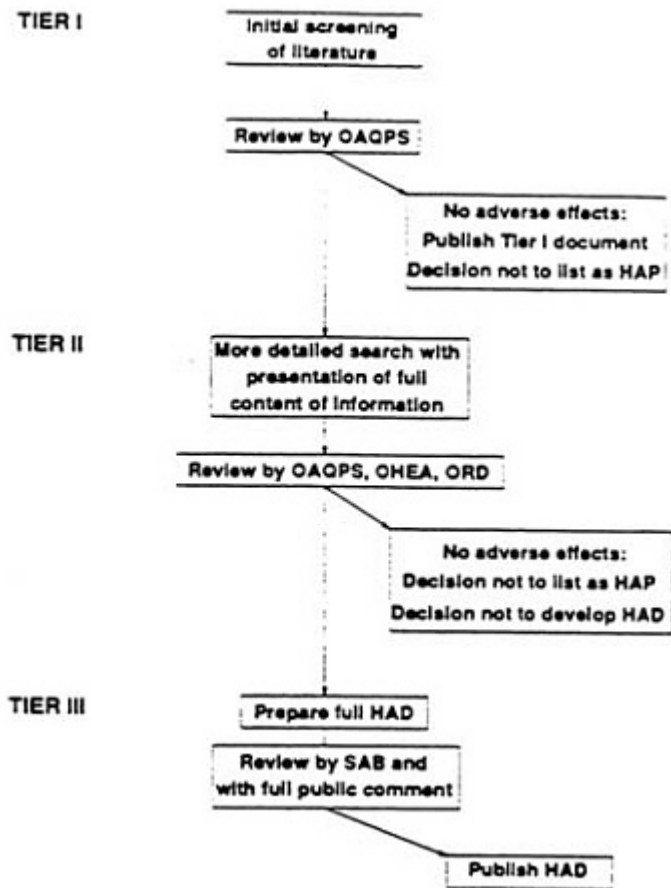 TIER I
Initial screening
of literature
Review by OAQPS
No adverse effects:
Publish Tier I document
Decision not to list as HAP
TIER II
More detailed search with
presentation of full
content of information
Review by OAQPS, OHEA, ORD
No adverse effects:
Decision not to list as HAP
Decision not to develop HAD
TIER III
Prepare full HAD
Review by SAB and
with full public comment
Publish HAD